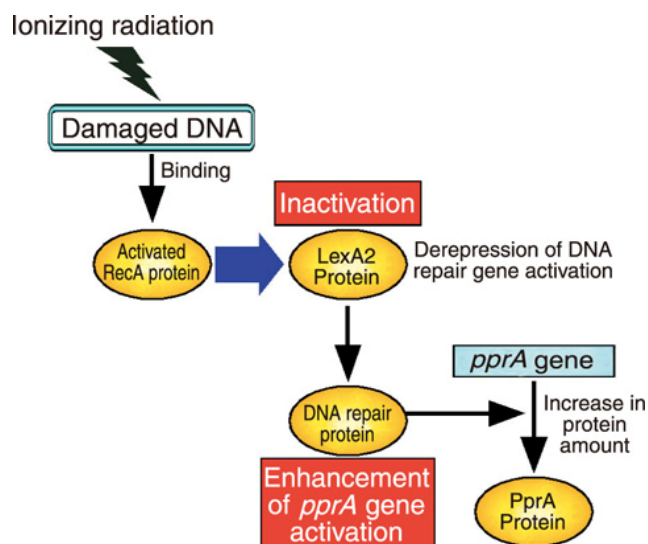 Ionizing radiation
Damaged DNA
Binding
Inactivation
Activated
RecA protein
LexA2
Protein
Derepression of DNA
repair gene activation
pprA gene
DNA repair
protein
Increase in
protein
amount
Enhancement
of pprA gene
activation
PprA
Protein